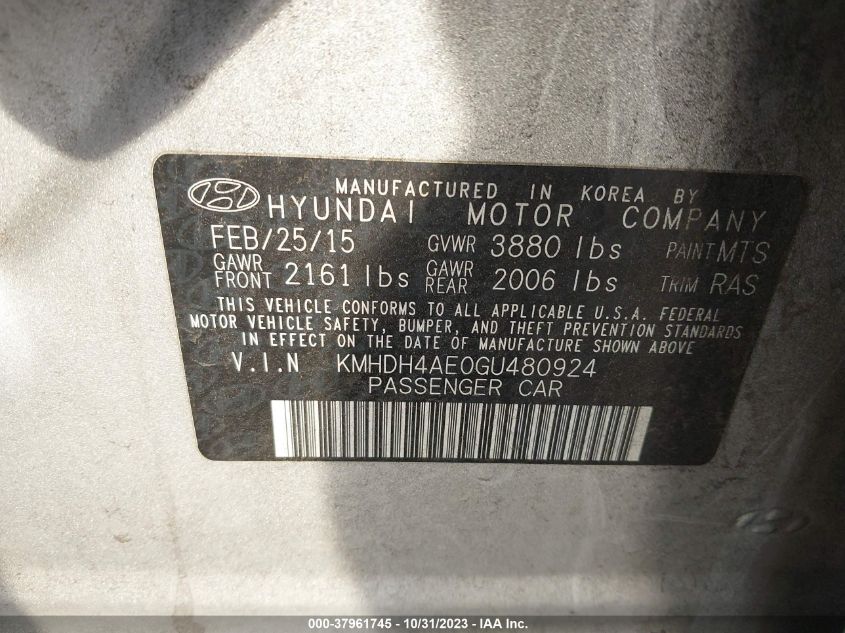 MANUFACTURED IN KOREA BY
HYUNDAI MOTOR COMPANY
FEB/25/15 GVWR 3880 lbs PAINT MTS
GAWR FRONT 2161 lbs GAWR REAR 2006 lbs TRIM RAS
THIS VEHICLE CONFORMS TO ALL APPLICABLE U.S.A. FEDERAL
MOTOR VEHICLE SAFETY, BUMPER, AND THEFT PREVENTION STANDARDS
IN EFFECT ON THE DATE OF MANUFACTURE SHOWN ABOVE
V.I.N KMHDH4AE0GU480924
PASSENGER CAR
000-37961745 - 10/31/2023 - IAA Inc.